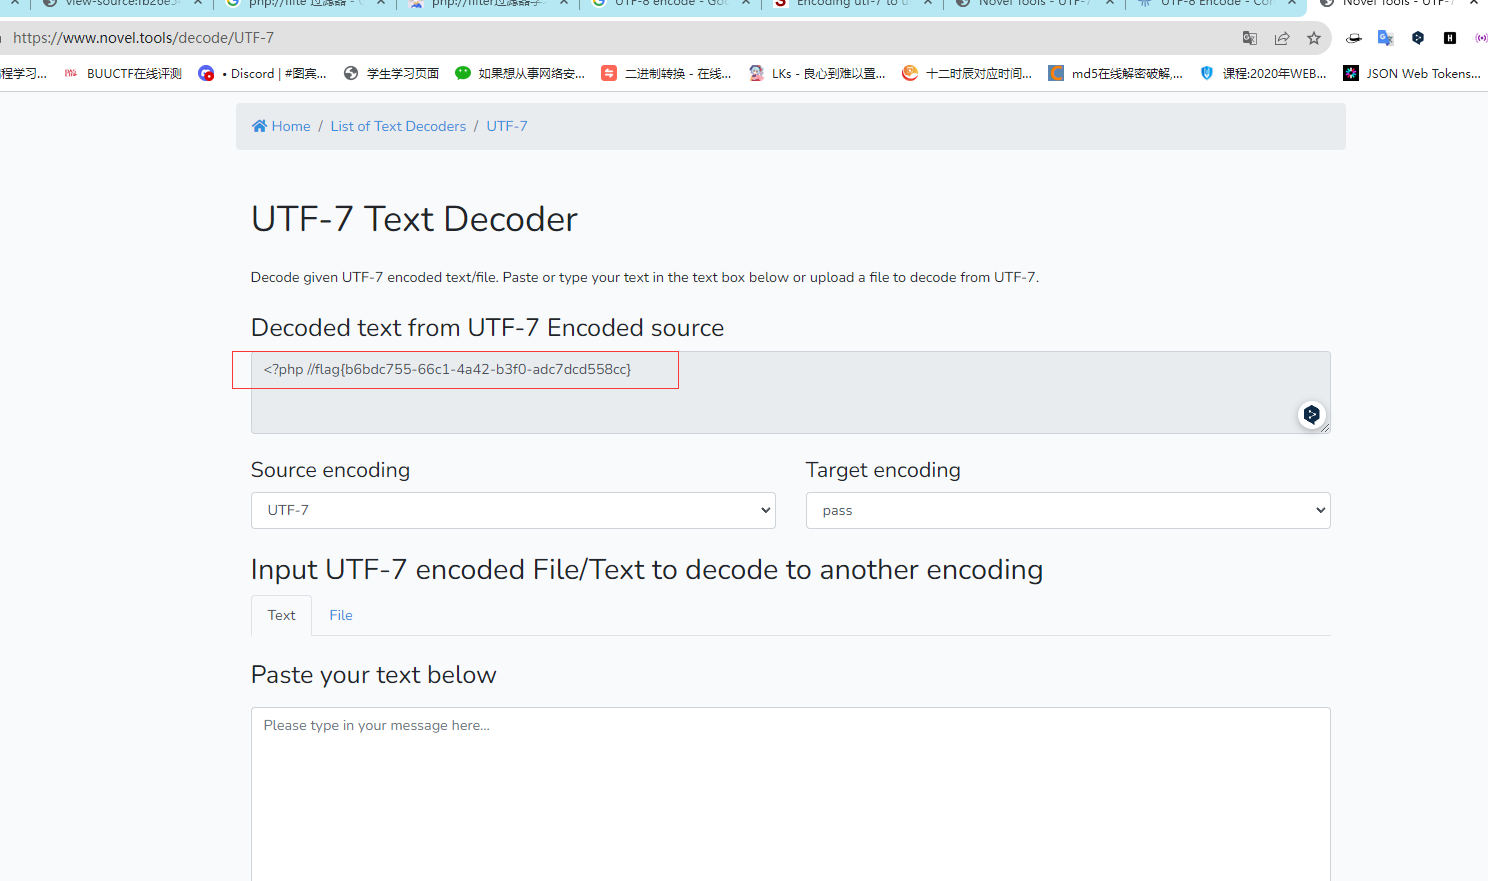 view-source:fb26e5
php://filte 过滤器 - G
php://filter过滤器学
UTF-8 encode - Goo
Encoding utf-7 to u
Novel Tools - UTF-7
UTF-8 Encode - Con
Novel Tools - UTF-7
https://www.novel.tools/decode/UTF-7
程学习... BUUCTF在线评测 • Discord | #图宾... 学生学习页面 如果想从事网络安... 二进制转换 - 在线... LKs - 良心到难以置... 十二时辰对应时间... md5在线解密破解,... 课程:2020年WEB... JSON Web Tokens...
Home / List of Text Decoders / UTF-7
UTF-7 Text Decoder
Decode given UTF-7 encoded text/file. Paste or type your text in the text box below or upload a file to decode from UTF-7.
Decoded text from UTF-7 Encoded source
<?php //flag{b6bdc755-66c1-4a42-b3f0-adc7dcd558cc}
Source encoding
Target encoding
UTF-7
pass
Input UTF-7 encoded File/Text to decode to another encoding
Text File
Paste your text below
Please type in your message here...